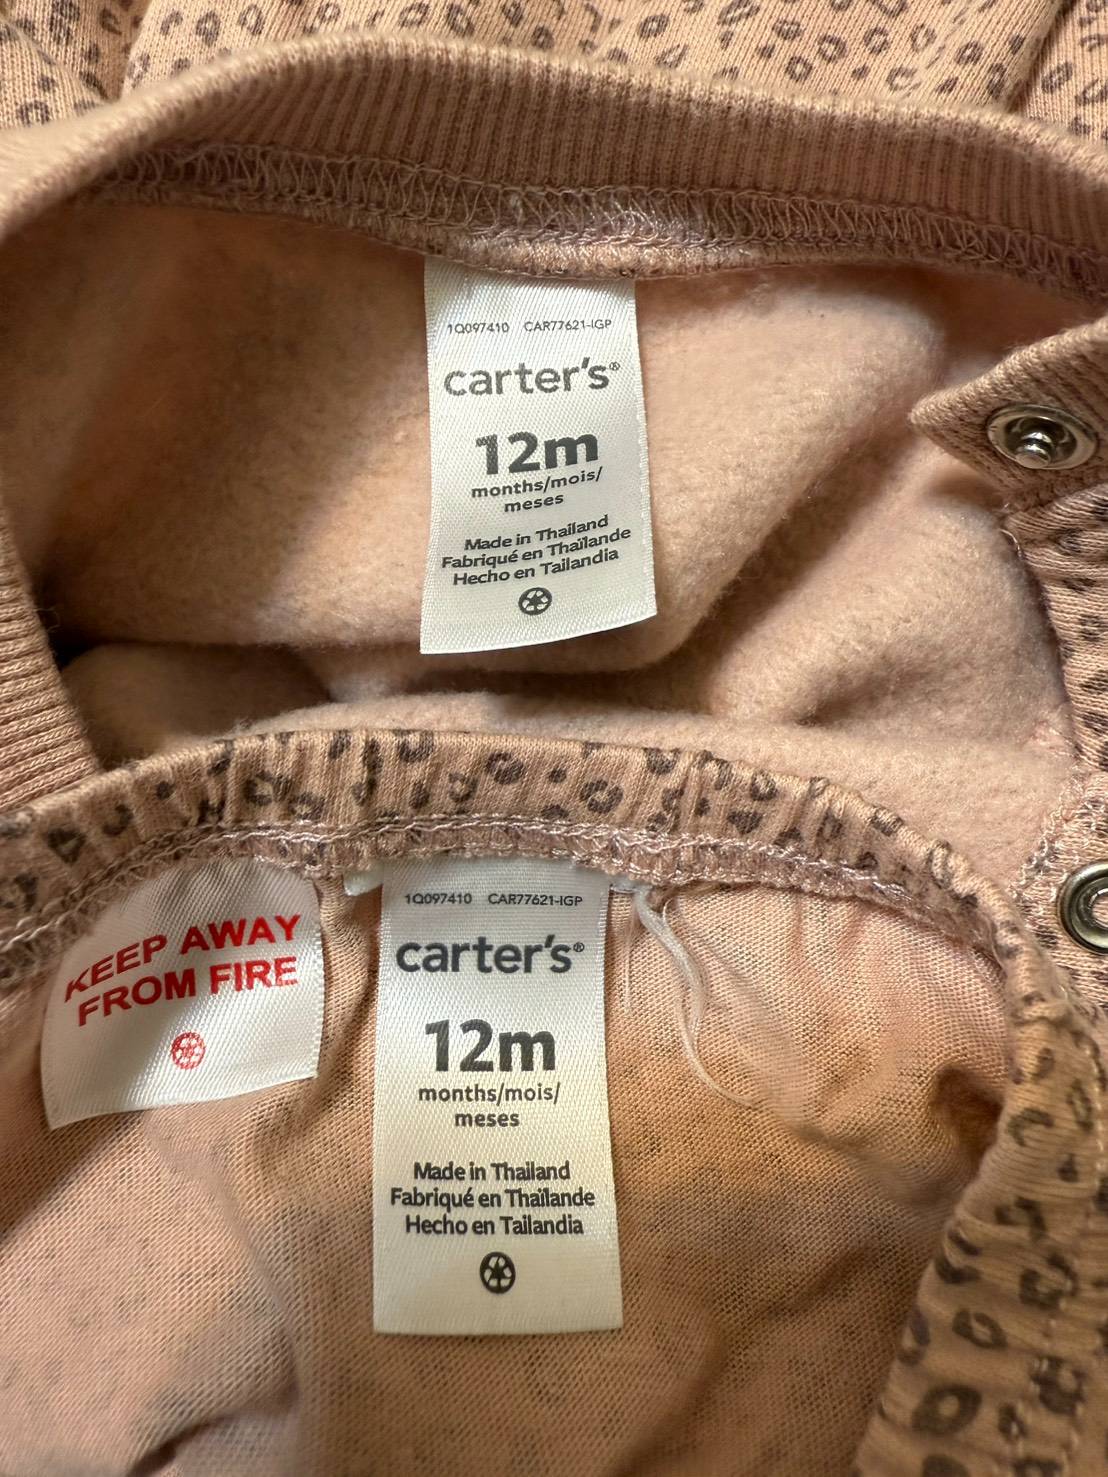 1Q097410 CAR77621-IGP
carter's®
12m
months/mois/
meses
Made in Thailand
Fabriqué en Thaïlande
Hecho en Tailandia
KEEP AWAY
FROM FIRE
1Q097410 CAR77621-IGP
carter's®
12m
months/mois/
meses
Made in Thailand
Fabriqué en Thaïlande
Hecho en Tailandia